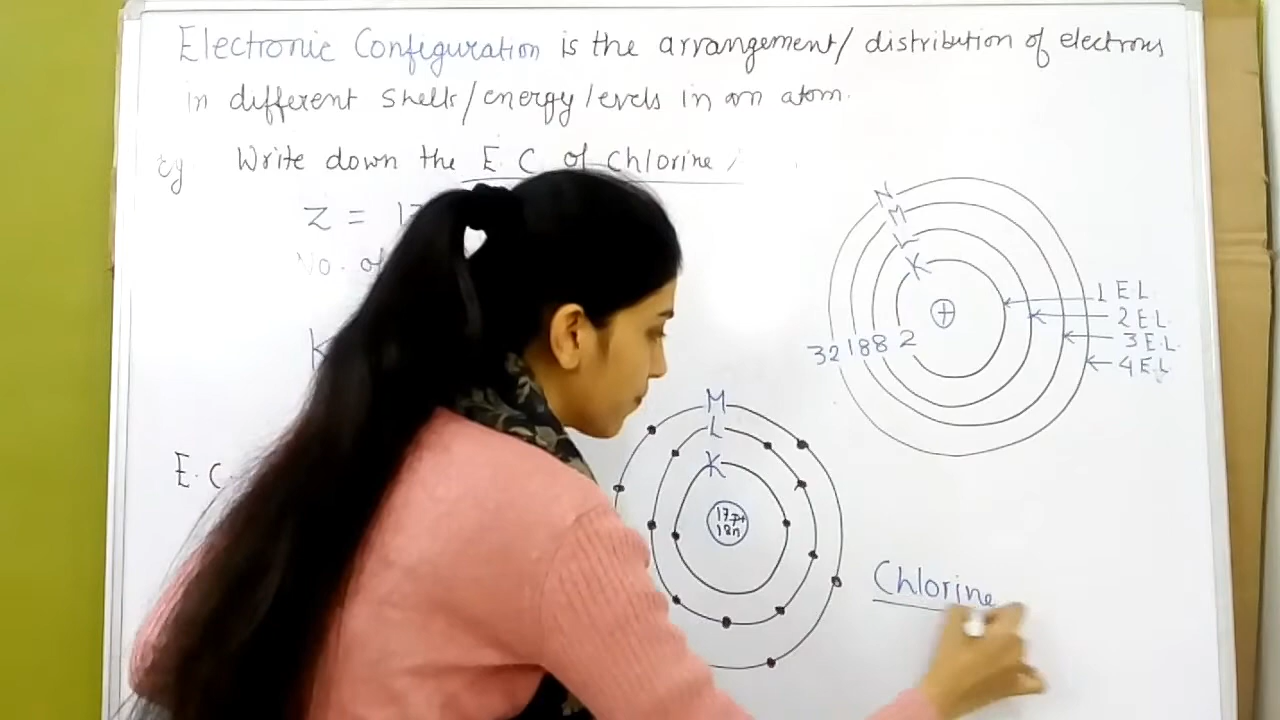 Electronic Configuration is the arrangement/ distribution of electrons
in different shells/energy levels in an atom.
eg Write down the E.C of Chlorine,
Z = 17
No. of
K
E.C.
N
M
L
K
+
32 18 8 2
1 E L
2 E L
3 E L
4 E L
M
L
K
17p+
18n
Chlorine